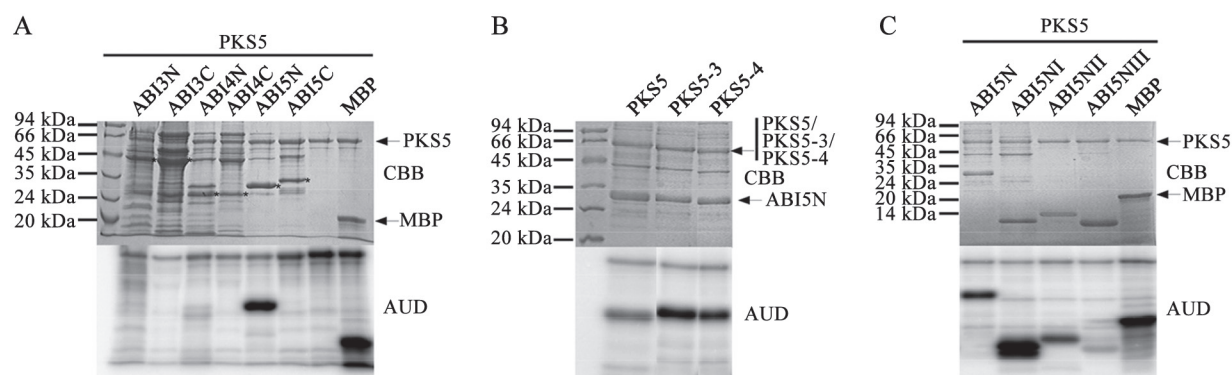 A
PKS5
ABI3N
ABI3C
ABI4N
ABI4C
ABI5N
ABI5C
MBP
94 kDa
66 kDa
45 kDa
35 kDa
24 kDa
20 kDa
PKS5
CBB
MBP
AUD
B
PKS5
PKS5-3
PKS5-4
94 kDa
66 kDa
45 kDa
35 kDa
24 kDa
20 kDa
PKS5/
PKS5-3/
PKS5-4
CBB
ABI5N
AUD
C
PKS5
ABI5N
ABI5NI
ABI5NII
ABI5NIII
MBP
94 kDa
66 kDa
45 kDa
35 kDa
24 kDa
20 kDa
14 kDa
PKS5
CBB
MBP
AUD